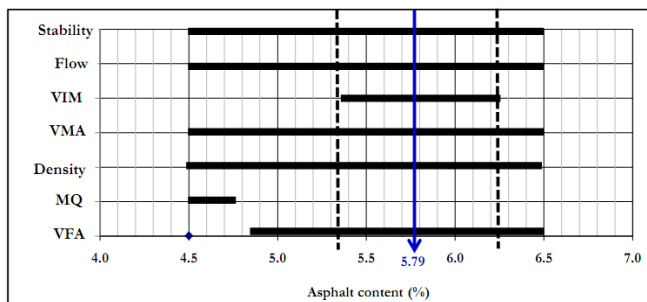 Stability
Flow
VIM
VMA
Density
MQ
VFA
4.0 4.5 5.0 5.5 6.0 6.5 7.0
5.79
Asphalt content (%)